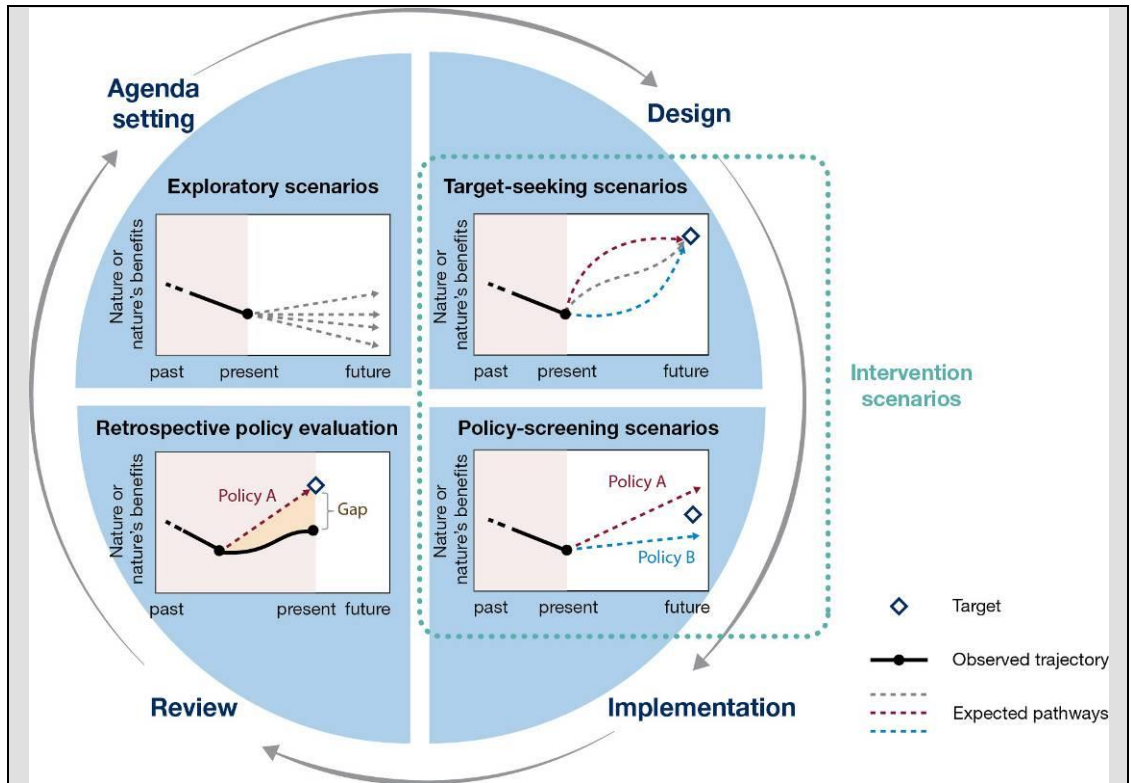 Agenda
setting
Design
Exploratory scenarios
Nature or
nature's benefits
past present future
Target-seeking scenarios
Nature or
nature's benefits
past present future
Intervention
scenarios
Retrospective policy evaluation
Nature or
nature's benefits
Policy A
Gap
past present future
Policy-screening scenarios
Nature or
nature's benefits
Policy A
Policy B
past present future
Target
Observed trajectory
Expected pathways
Review
Implementation